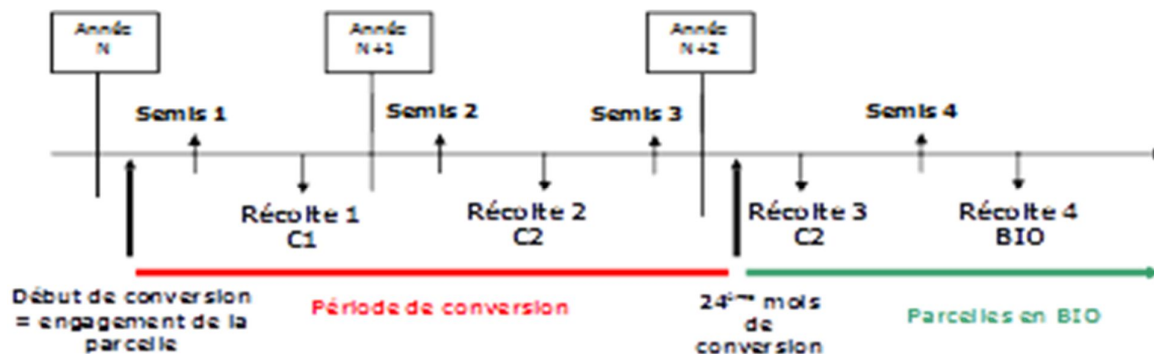 Année
N
Année
N+1
Année
N+2
Semis 1
Semis 2
Semis 3
Semis 4
Récolte 1
C1
Récolte 2
C2
Récolte 3
C2
Récolte 4
BIO
Début de conversion
= engagement de la
parcelle
Période de conversion
24ème mois
de
conversion
Parcelles en BIO